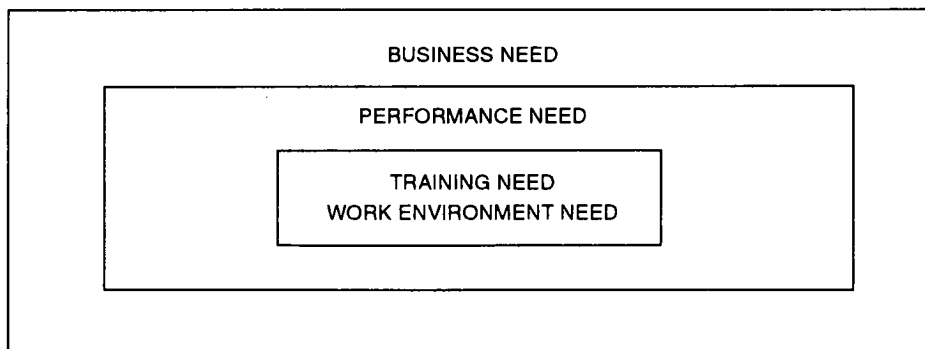 BUSINESS NEED
PERFORMANCE NEED
TRAINING NEED
WORK ENVIRONMENT NEED